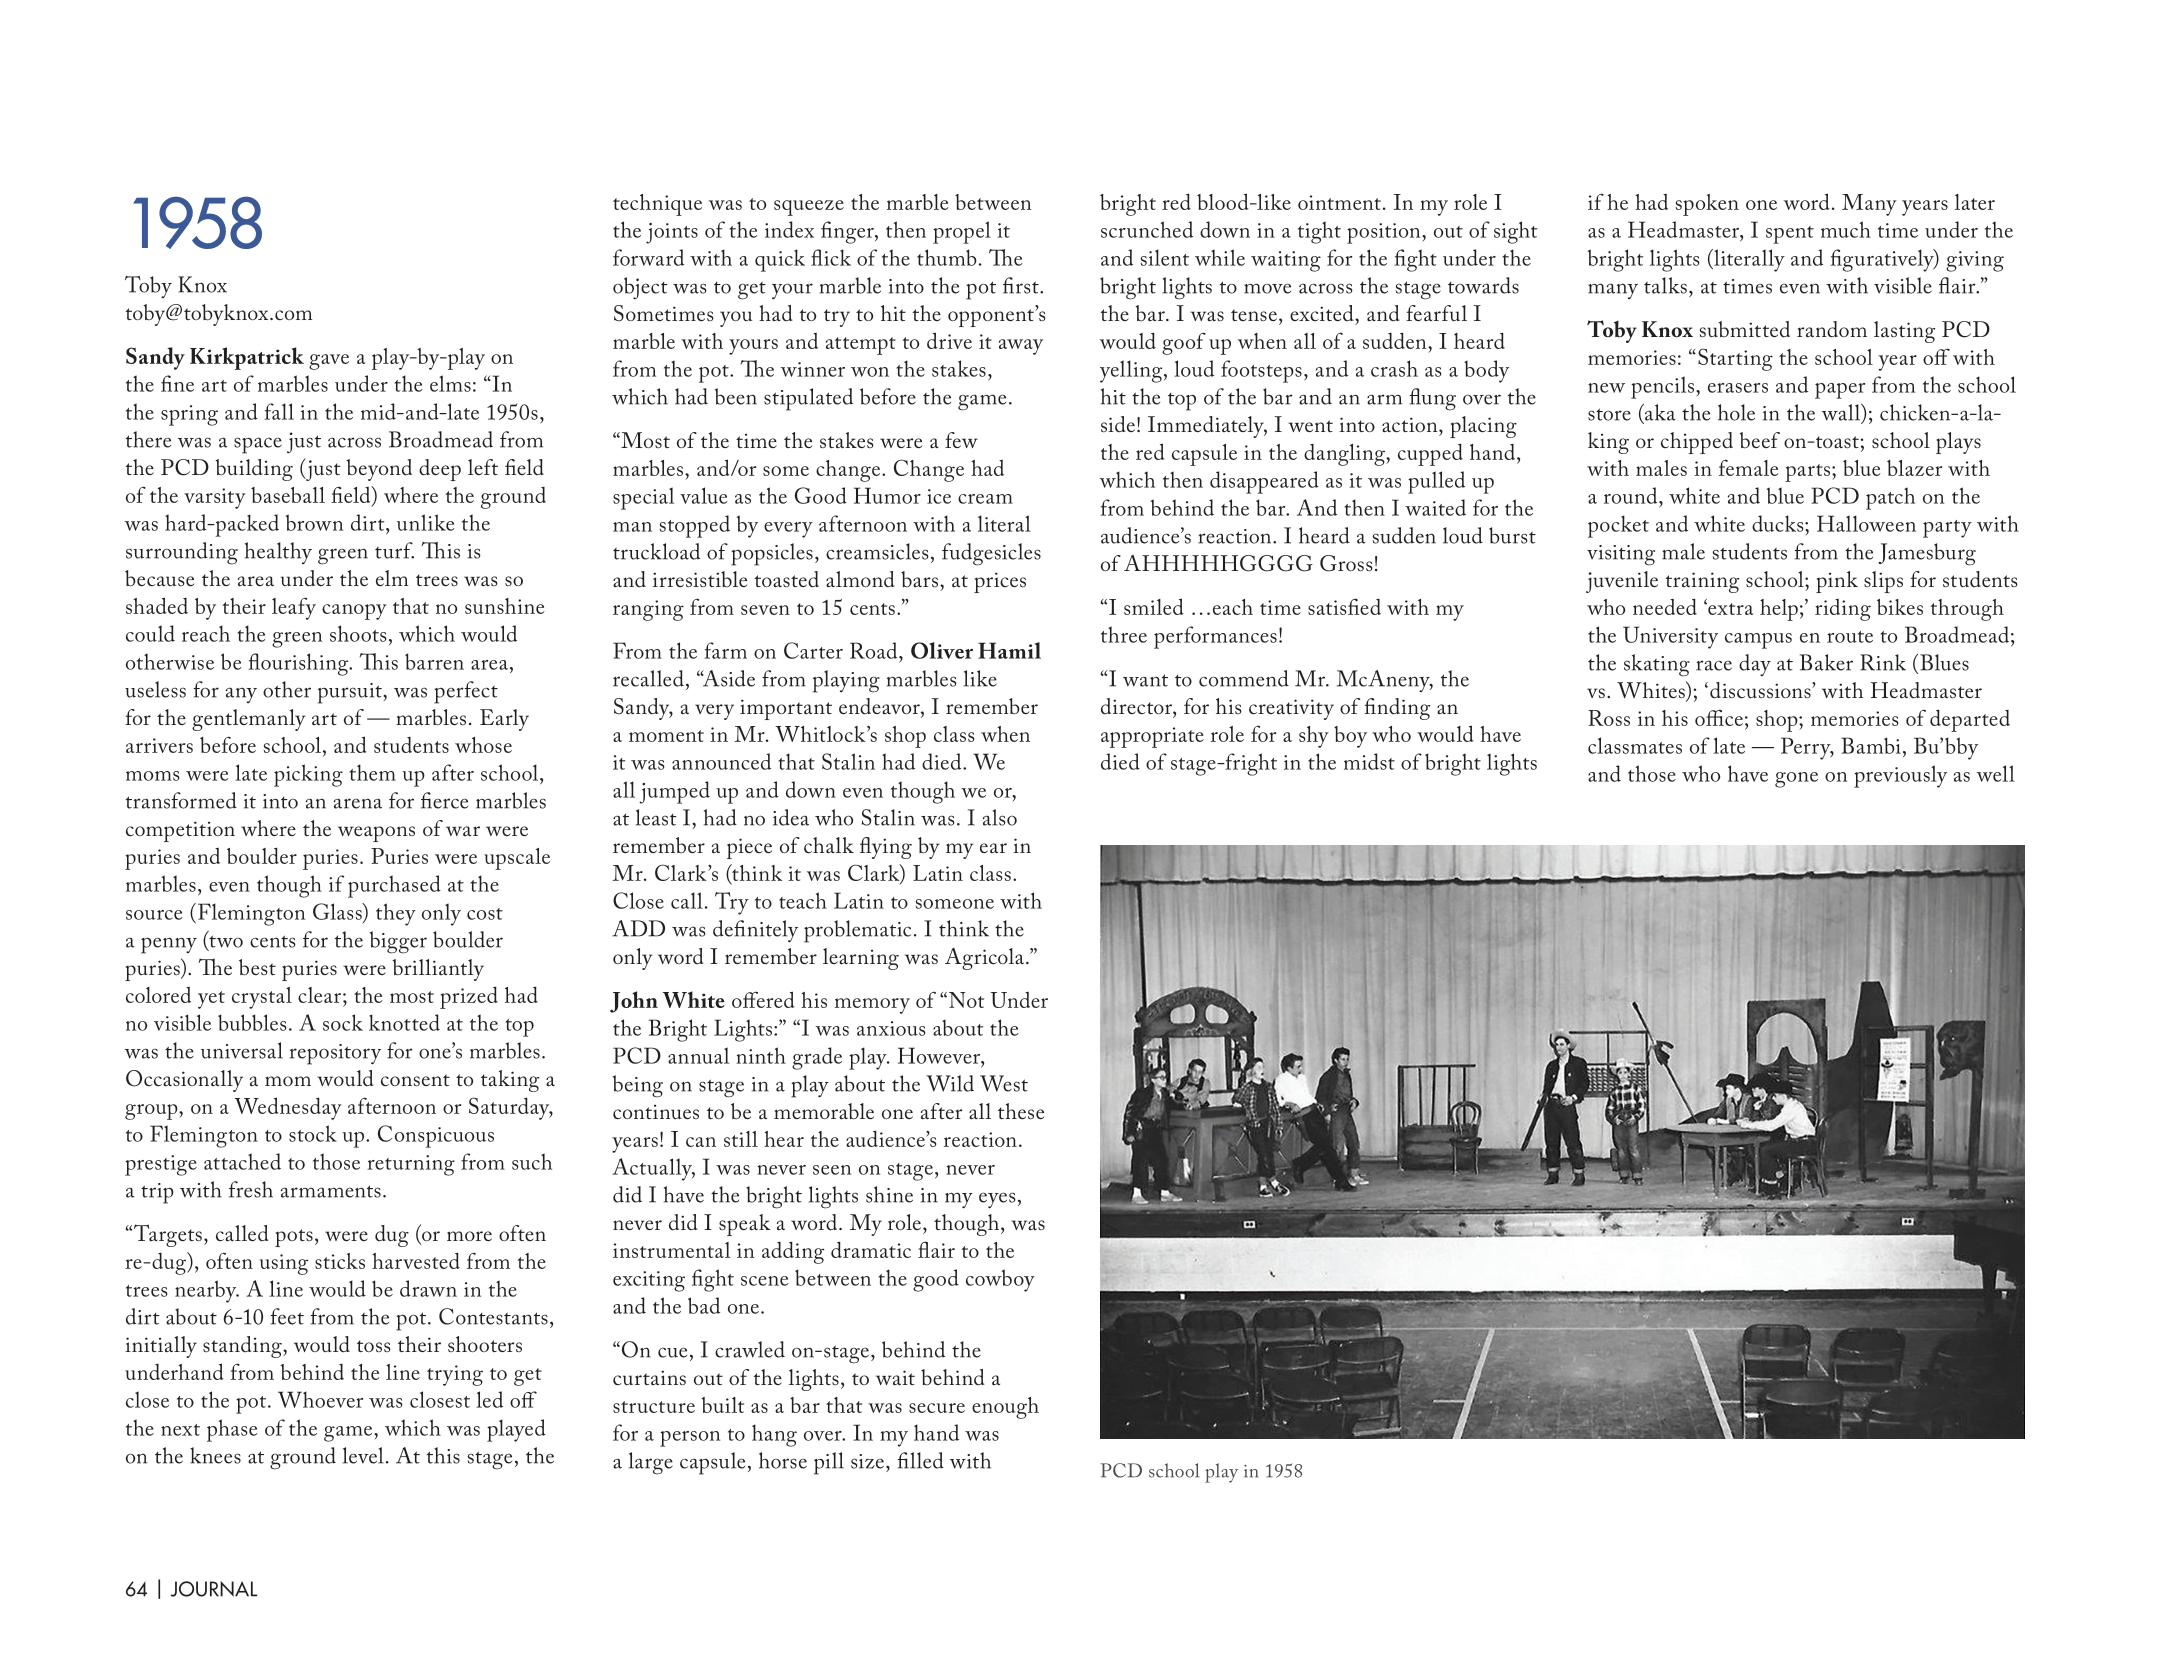 1958
Toby Knox
toby@tobyknox.com
Sandy Kirkpatrick gave a play-by-play on
the fine art of marbles under the elms: “In
the spring and fall in the mid-and-late 1950s,
there was a space just across Broadmead from
the PCD building (just beyond deep left field
of the varsity baseball field) where the ground
was hard-packed brown dirt, unlike the
surrounding healthy green turf. This is
because the area under the elm trees was so
shaded by their leafy canopy that no sunshine
could reach the green shoots, which would
otherwise be flourishing. This barren area,
useless for any other pursuit, was perfect
for the gentlemanly art of — marbles. Early
arrivers before school, and students whose
moms were late picking them up after school,
transformed it into an arena for fierce marbles
competition where the weapons of war were
puries and boulder puries. Puries were upscale
marbles, even though if purchased at the
source (Flemington Glass) they only cost
a penny (two cents for the bigger boulder
puries). The best puries were brilliantly
colored yet crystal clear; the most prized had
no visible bubbles. A sock knotted at the top
was the universal repository for one’s marbles.
Occasionally a mom would consent to taking a
group, on a Wednesday afternoon or Saturday,
to Flemington to stock up. Conspicuous
prestige attached to those returning from such
a trip with fresh armaments.
“Targets, called pots, were dug (or more often
re-dug), often using sticks harvested from the
trees nearby. A line would be drawn in the
dirt about 6-10 feet from the pot. Contestants,
initially standing, would toss their shooters
underhand from behind the line trying to get
close to the pot. Whoever was closest led off
the next phase of the game, which was played
on the knees at ground level. At this stage, the
technique was to squeeze the marble between
the joints of the index finger, then propel it
forward with a quick flick of the thumb. The
object was to get your marble into the pot first.
Sometimes you had to try to hit the opponent’s
marble with yours and attempt to drive it away
from the pot. The winner won the stakes,
which had been stipulated before the game.
“Most of the time the stakes were a few
marbles, and/or some change. Change had
special value as the Good Humor ice cream
man stopped by every afternoon with a literal
truckload of popsicles, creamsicles, fudgesicles
and irresistible toasted almond bars, at prices
ranging from seven to 15 cents.”
From the farm on Carter Road, Oliver Hamil
recalled, “Aside from playing marbles like
Sandy, a very important endeavor, I remember
a moment in Mr. Whitlock’s shop class when
it was announced that Stalin had died. We
all jumped up and down even though we or,
at least I, had no idea who Stalin was. I also
remember a piece of chalk flying by my ear in
Mr. Clark’s (think it was Clark) Latin class.
Close call. Try to teach Latin to someone with
ADD was definitely problematic. I think the
only word I remember learning was Agricola.”
John White offered his memory of “Not Under
the Bright Lights:” “I was anxious about the
PCD annual ninth grade play. However,
being on stage in a play about the Wild West
continues to be a memorable one after all these
years! I can still hear the audience’s reaction.
Actually, I was never seen on stage, never
did I have the bright lights shine in my eyes,
never did I speak a word. My role, though, was
instrumental in adding dramatic flair to the
exciting fight scene between the good cowboy
and the bad one.
“On cue, I crawled on-stage, behind the
curtains out of the lights, to wait behind a
structure built as a bar that was secure enough
for a person to hang over. In my hand was
a large capsule, horse pill size, filled with
bright red blood-like ointment. In my role I
scrunched down in a tight position, out of sight
and silent while waiting for the fight under the
bright lights to move across the stage towards
the bar. I was tense, excited, and fearful I
would goof up when all of a sudden, I heard
yelling, loud footsteps, and a crash as a body
hit the top of the bar and an arm flung over the
side! Immediately, I went into action, placing
the red capsule in the dangling, cupped hand,
which then disappeared as it was pulled up
from behind the bar. And then I waited for the
audience’s reaction. I heard a sudden loud burst
of AHHHHHGGGG Gross!
“I smiled …each time satisfied with my
three performances!
“I want to commend Mr. McAneny, the
director, for his creativity of finding an
appropriate role for a shy boy who would have
died of stage-fright in the midst of bright lights
if he had spoken one word. Many years later
as a Headmaster, I spent much time under the
bright lights (literally and figuratively) giving
many talks, at times even with visible flair.”
Toby Knox submitted random lasting PCD
memories: “Starting the school year off with
new pencils, erasers and paper from the school
store (aka the hole in the wall); chicken-a-la-
king or chipped beef on-toast; school plays
with males in female parts; blue blazer with
a round, white and blue PCD patch on the
pocket and white ducks; Halloween party with
visiting male students from the Jamesburg
juvenile training school; pink slips for students
who needed ‘extra help;’ riding bikes through
the University campus en route to Broadmead;
the skating race day at Baker Rink (Blues
vs. Whites); ‘discussions’ with Headmaster
Ross in his office; shop; memories of departed
classmates of late — Perry, Bambi, Bu’bby
and those who have gone on previously as well
PCD school play in 1958
64 | JOURNAL